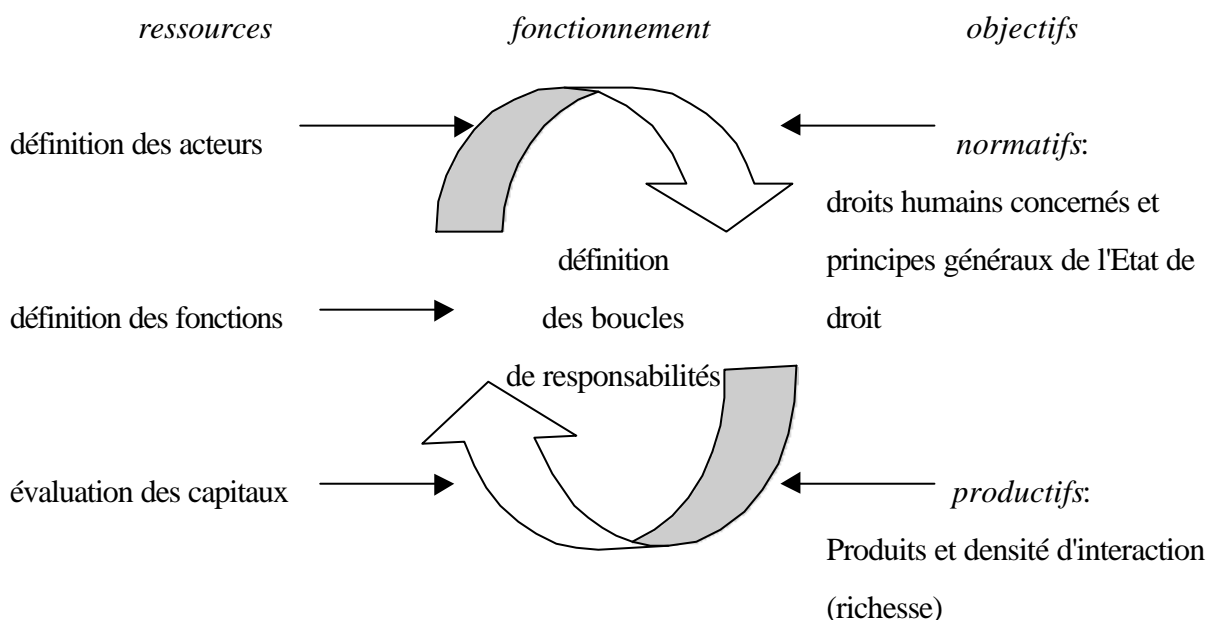 ressources
fonctionnement
objectifs
définition des acteurs
définition des fonctions
évaluation des capitaux
définition
des boucles
de responsabilités
normatifs:
droits humains concernés et
principes généraux de l'Etat de
droit
productifs:
Produits et densité d'interaction
(richesse)